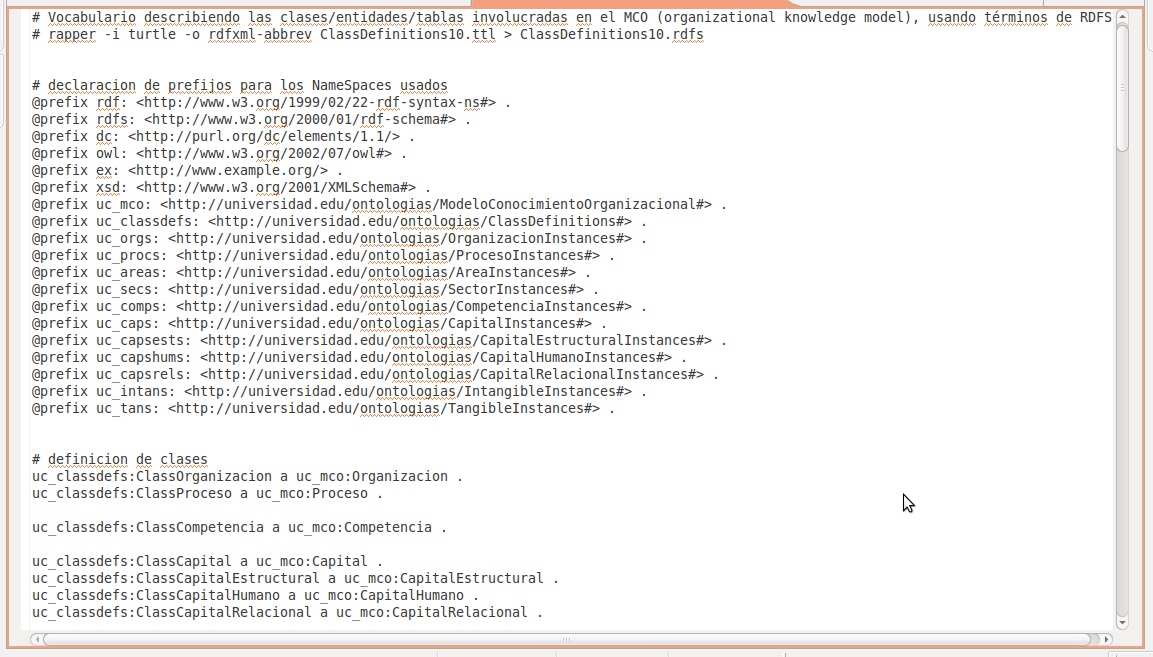 # Vocabulario describiendo las clases/entidades/tablas involucradas en el MCO (organizational knowledge model), usando términos de RDFS
# rapper -i turtle -o rdfxml-abbrev ClassDefinitions10.ttl > ClassDefinitions10.rdfs
# declaracion de prefijos para los NameSpaces usados
@prefix rdf: <http://www.w3.org/1999/02/22-rdf-syntax-ns#> .
@prefix rdfs: <http://www.w3.org/2000/01/rdf-schema#> .
@prefix dc: <http://purl.org/dc/elements/1.1/> .
@prefix owl: <http://www.w3.org/2002/07/owl#> .
@prefix ex: <http://www.example.org/> .
@prefix xsd: <http://www.w3.org/2001/XMLSchema#> .
@prefix uc_mco: <http://universidad.edu/ontologias/ModeloConocimientoOrganizacional#> .
@prefix uc_classdefs: <http://universidad.edu/ontologias/ClassDefinitions#> .
@prefix uc_orgs: <http://universidad.edu/ontologias/OrganizacionInstances#> .
@prefix uc_procs: <http://universidad.edu/ontologias/ProcesoInstances#> .
@prefix uc_areas: <http://universidad.edu/ontologias/AreaInstances#> .
@prefix uc_secs: <http://universidad.edu/ontologias/SectorInstances#> .
@prefix uc_comps: <http://universidad.edu/ontologias/CompetenciaInstances#> .
@prefix uc_caps: <http://universidad.edu/ontologias/CapitalInstances#> .
@prefix uc_capsests: <http://universidad.edu/ontologias/CapitalEstructuralInstances#> .
@prefix uc_capshums: <http://universidad.edu/ontologias/CapitalHumanoInstances#> .
@prefix uc_capsrels: <http://universidad.edu/ontologias/CapitalRelacionalInstances#> .
@prefix uc_intans: <http://universidad.edu/ontologias/IntangibleInstances#> .
@prefix uc_tans: <http://universidad.edu/ontologias/TangibleInstances#> .
# definicion de clases
uc_classdefs:ClassOrganizacion a uc_mco:Organizacion .
uc_classdefs:ClassProceso a uc_mco:Proceso .
uc_classdefs:ClassCompetencia a uc_mco:Competencia .
uc_classdefs:ClassCapital a uc_mco:Capital .
uc_classdefs:ClassCapitalEstructural a uc_mco:CapitalEstructural .
uc_classdefs:ClassCapitalHumano a uc_mco:CapitalHumano .
uc_classdefs:ClassCapitalRelacional a uc_mco:CapitalRelacional .